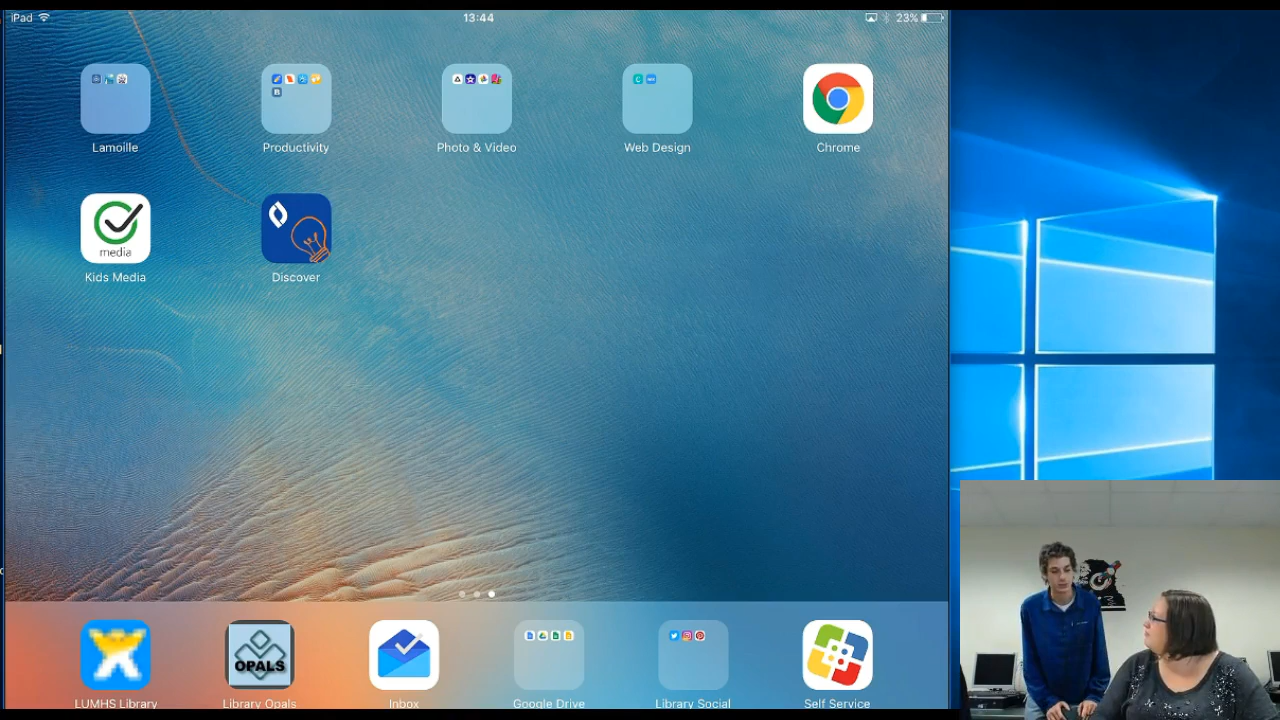 iPad
13:44
23%
Lamoille
Productivity
Photo & Video
Web Design
Chrome
media
Kids Media
Discover
OPALS
LUMHS Library
Library Opals
Inbox
Google Drive
Library Social
Self Service